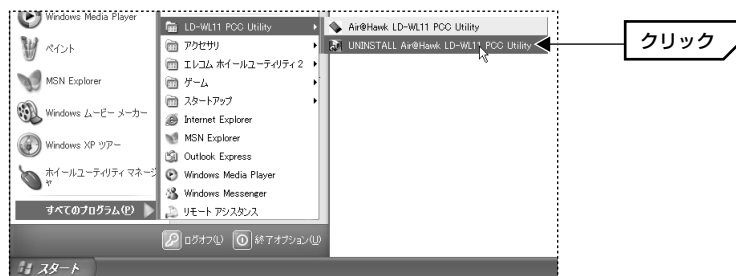 Windows Media Player
ペイント
MSN Explorer
Windows ムービー メーカー
Windows XP ツアー
ホイールユーティリティ マネージ
ャ
すべてのプログラム(P)
LD-WL11 PCC Utility
アクセサリ
エレコム ホイールユーティリティ 2
ゲーム
スタートアップ
Internet Explorer
MSN Explorer
Outlook Express
Windows Media Player
Windows Messenger
リモート アシスタンス
Air@Hawk LD-WL11 PCC Utility
UNINSTALL Air@Hawk LD-WL11 PCC Utility
クリック
ログオフ(L)
終了オプション(U)
スタート